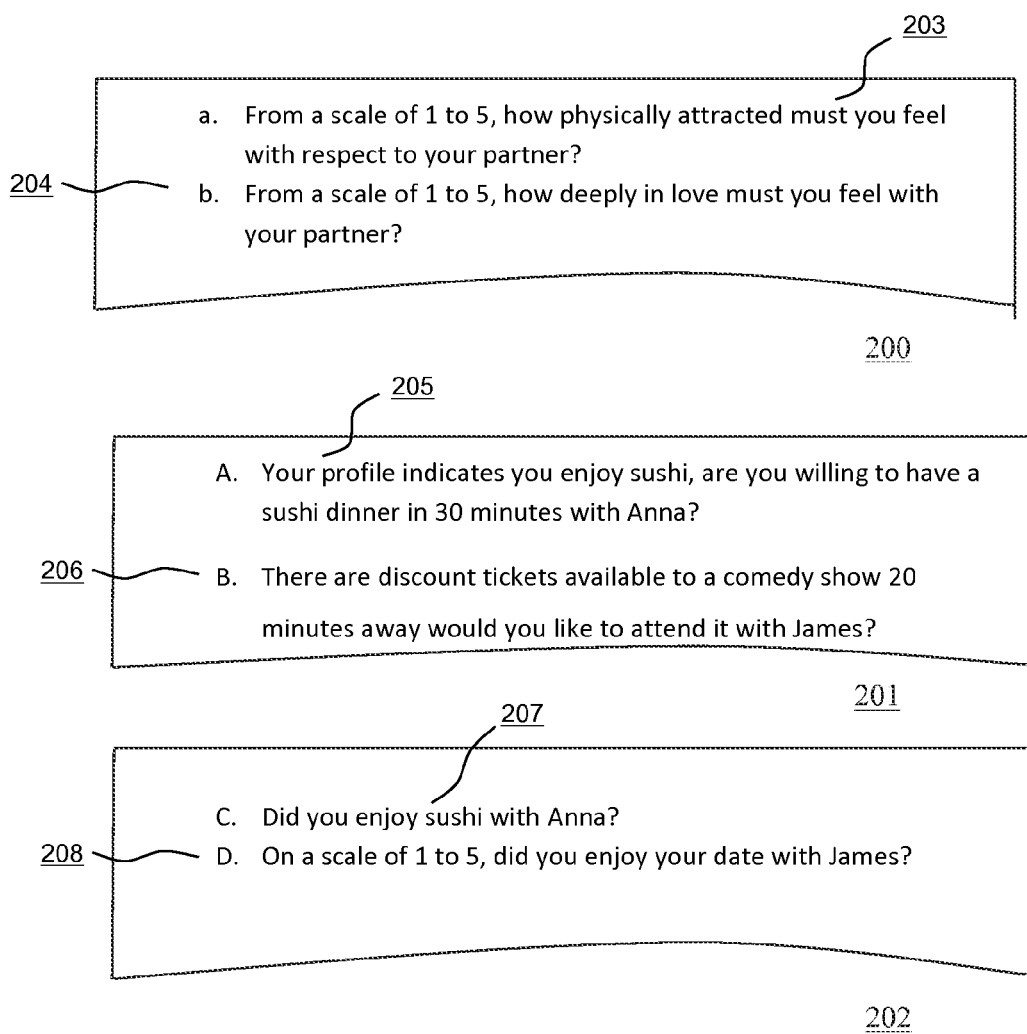 203
a. From a scale of 1 to 5, how physically attracted must you feel
with respect to your partner?
204
b. From a scale of 1 to 5, how deeply in love must you feel with
your partner?
200
205
A. Your profile indicates you enjoy sushi, are you willing to have a
sushi dinner in 30 minutes with Anna?
206
B. There are discount tickets available to a comedy show 20
minutes away would you like to attend it with James?
201
207
C. Did you enjoy sushi with Anna?
208
D. On a scale of 1 to 5, did you enjoy your date with James?
202